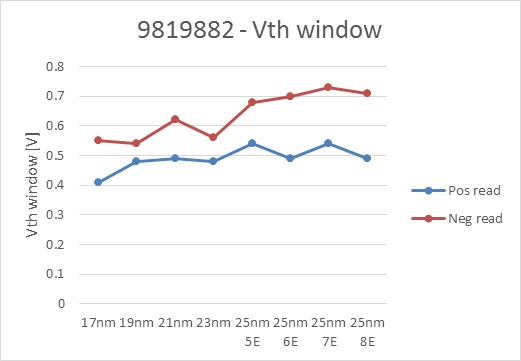 9819882 - Vth window
0.8
0.7
0.6
0.5
0.4
0.3
0.2
0.1
0
Vth window [V]
17nm 19nm 21nm 23nm 25nm 25nm 25nm 25nm
5E 6E 7E 8E
Pos read
Neg read